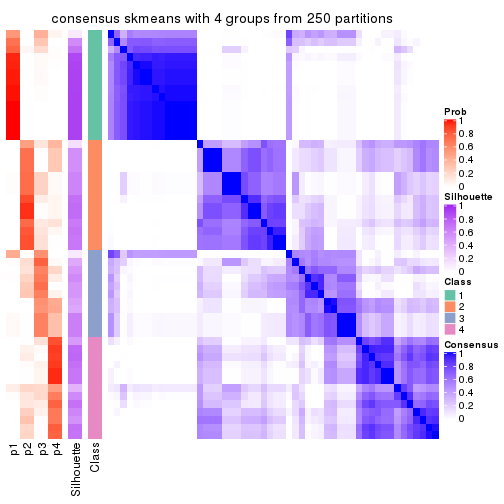 consensus skmeans with 4 groups from 250 partitions
p1
p2
p3
p4
Silhouette
Class
Prob
1
0.8
0.6
0.4
0.2
0
Silhouette
1
0.8
0.6
0.4
0.2
0
Class
1
2
3
4
Consensus
1
0.8
0.6
0.4
0.2
0